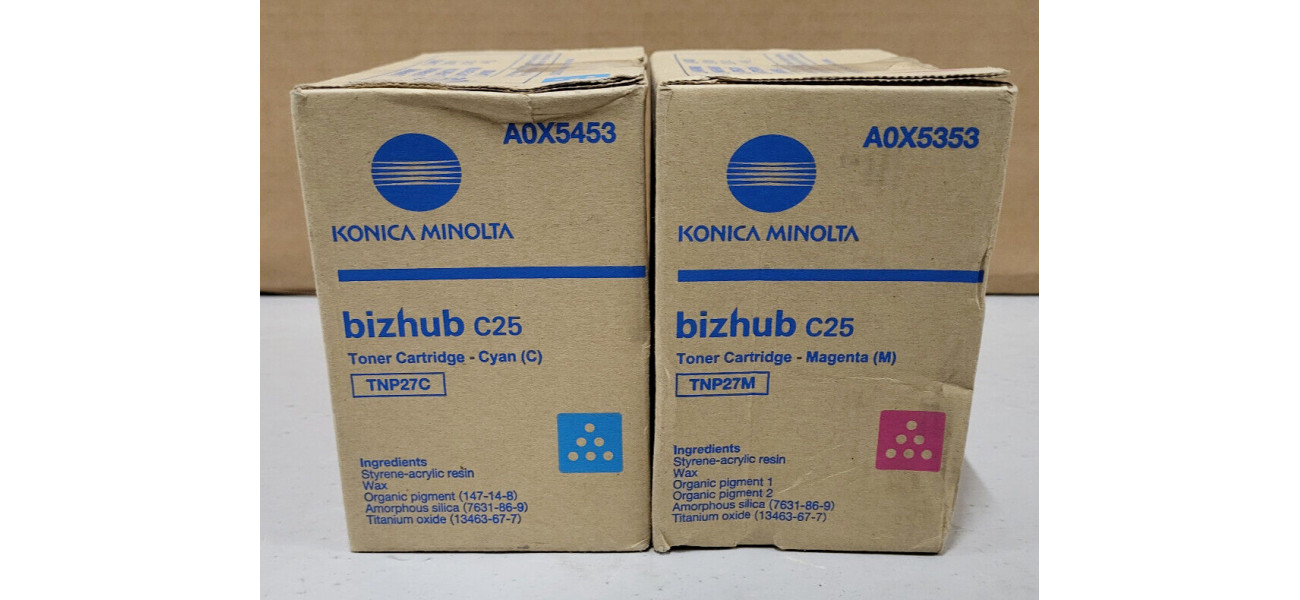 A0X5453
KONICA MINOLTA
bizhub C25
Toner Cartridge - Cyan (C)
TNP27C
Ingredients
Styrene-acrylic resin
Wax
Organic pigment (147-14-8)
Amorphous silica (7631-86-9)
Titanium oxide (13463-67-7)
A0X5353
KONICA MINOLTA
bizhub C25
Toner Cartridge - Magenta (M)
TNP27M
Ingredients
Styrene-acrylic resin
Wax
Organic pigment 1
Organic pigment 2
Amorphous silica (7631-86-9)
Titanium oxide (13463-67-7)